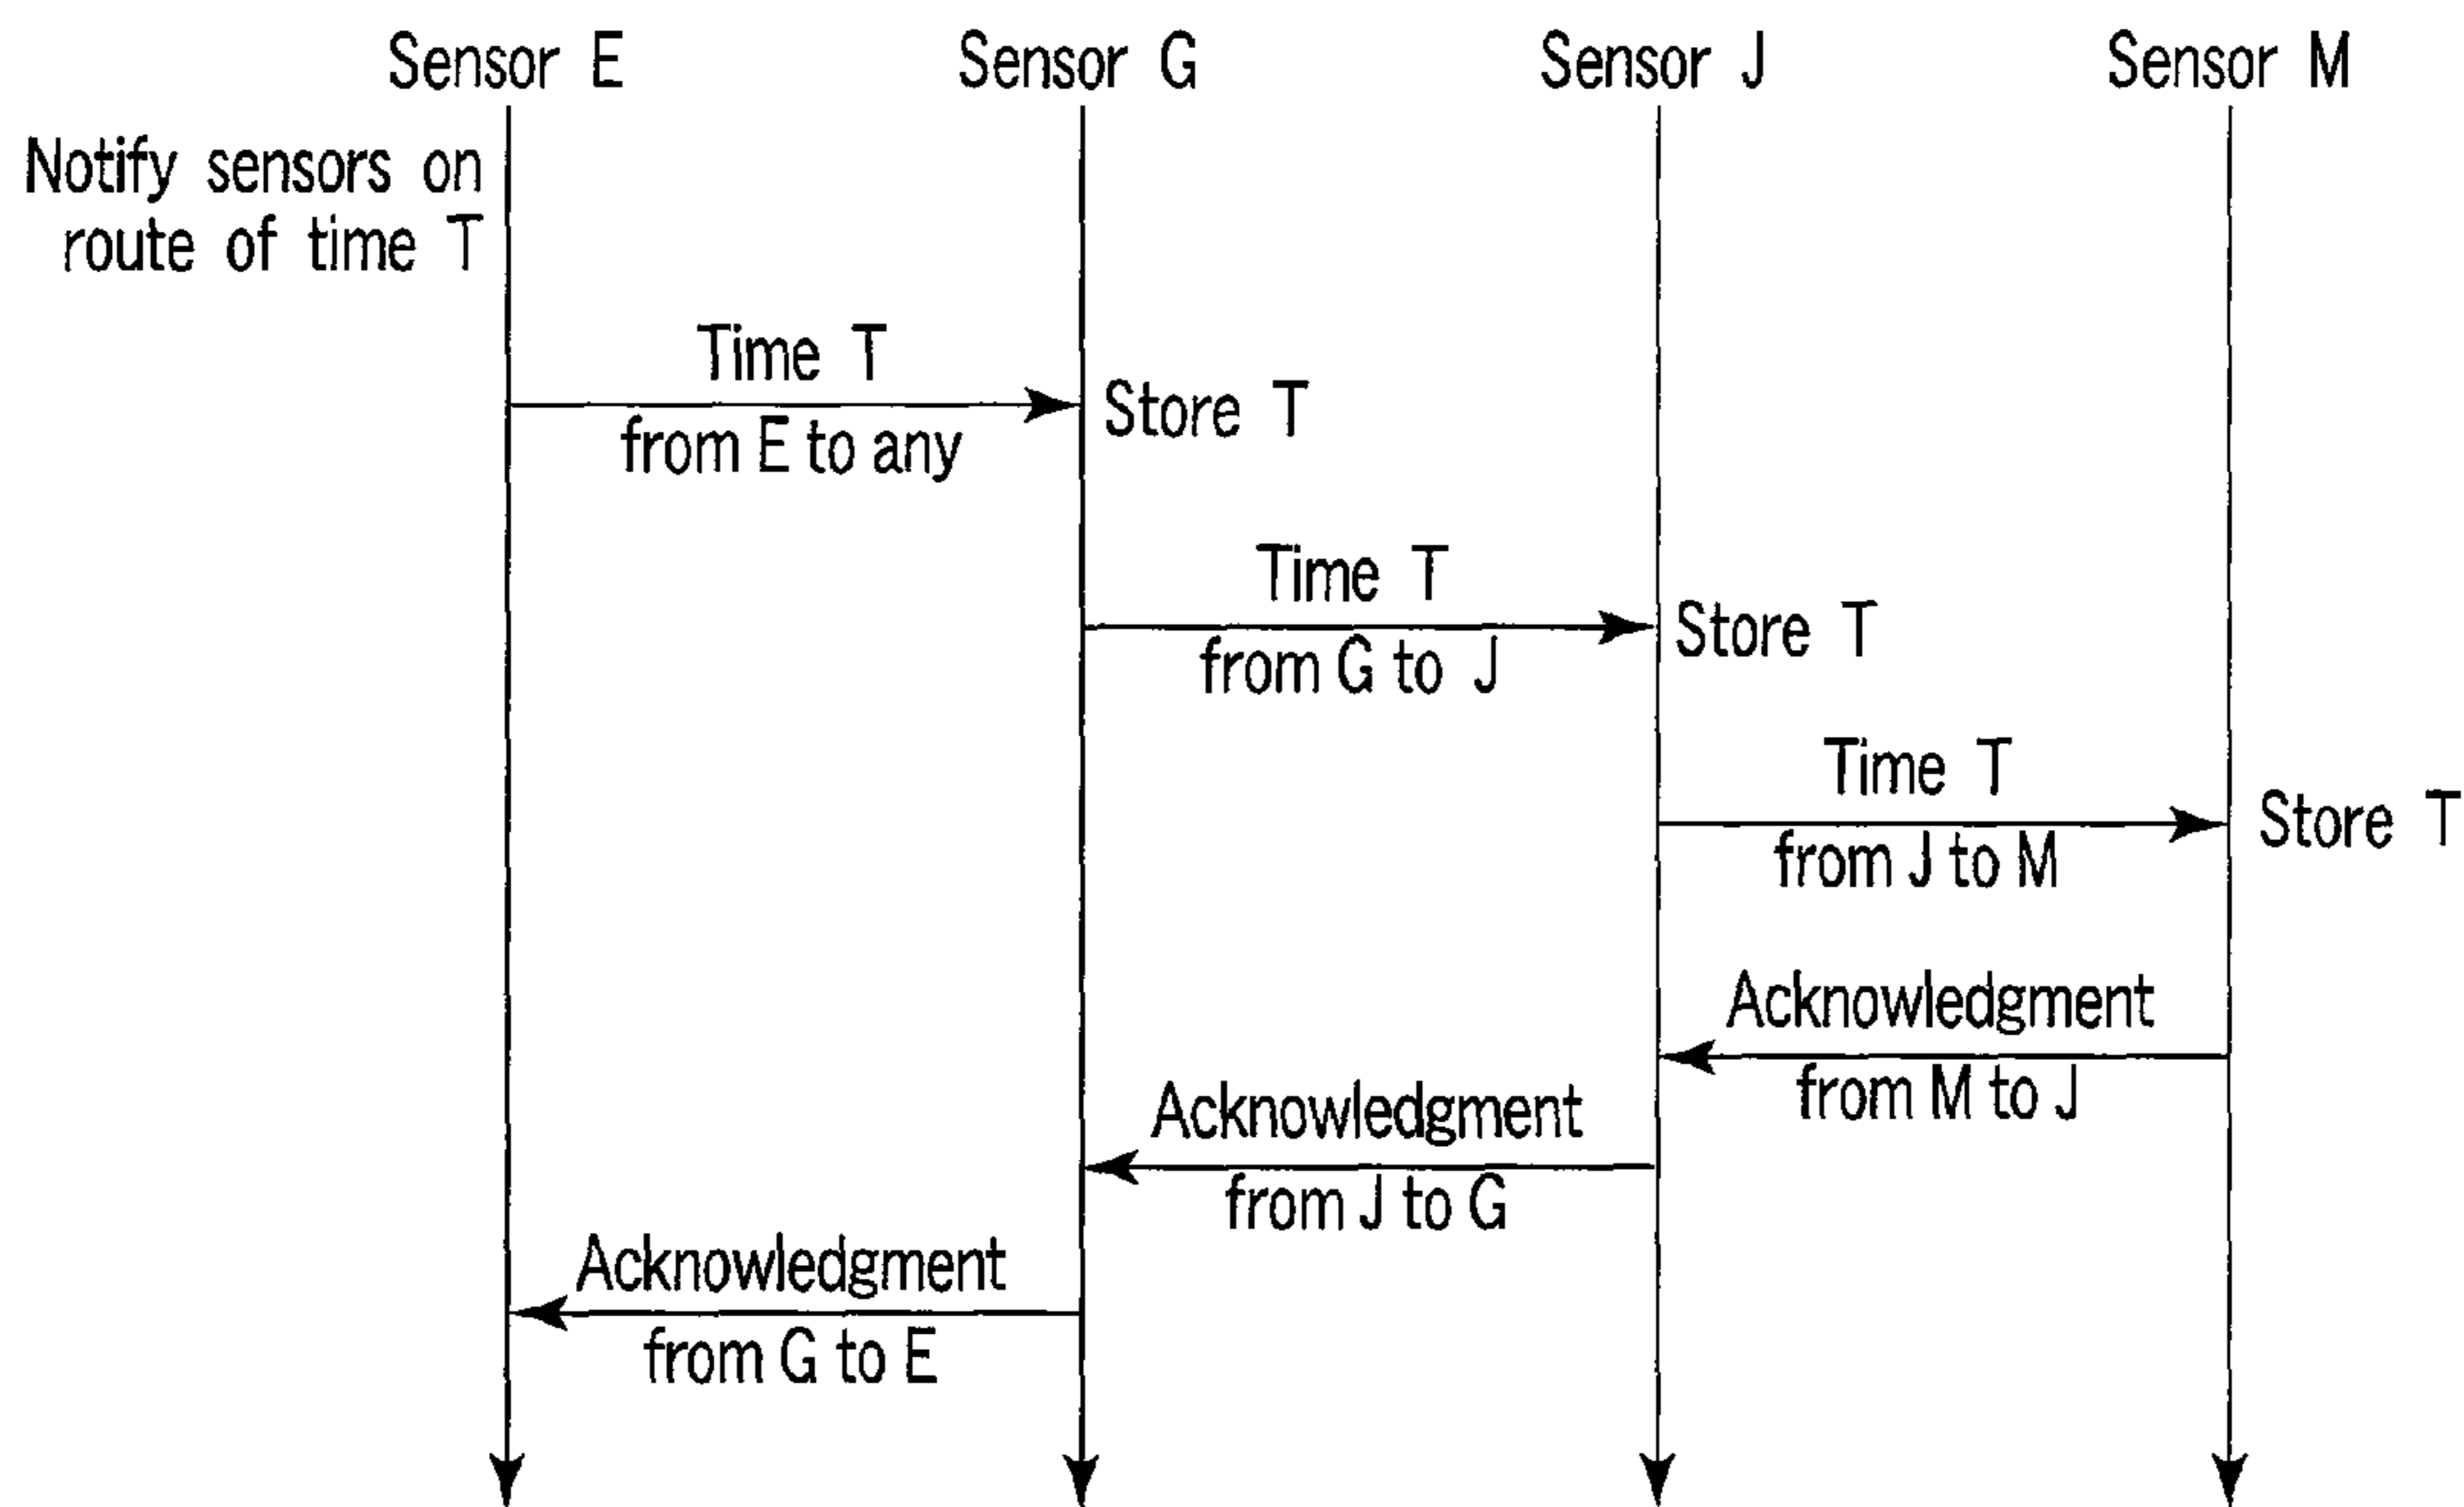 Sensor E
Sensor G
Sensor J
Sensor M
Notify sensors on
route of time T
Time T
from E to any
Store T
Time T
from G to J
Store T
Time T
from J to M
Store T
Acknowledgment
from M to J
Acknowledgment
from J to G
Acknowledgment
from G to E